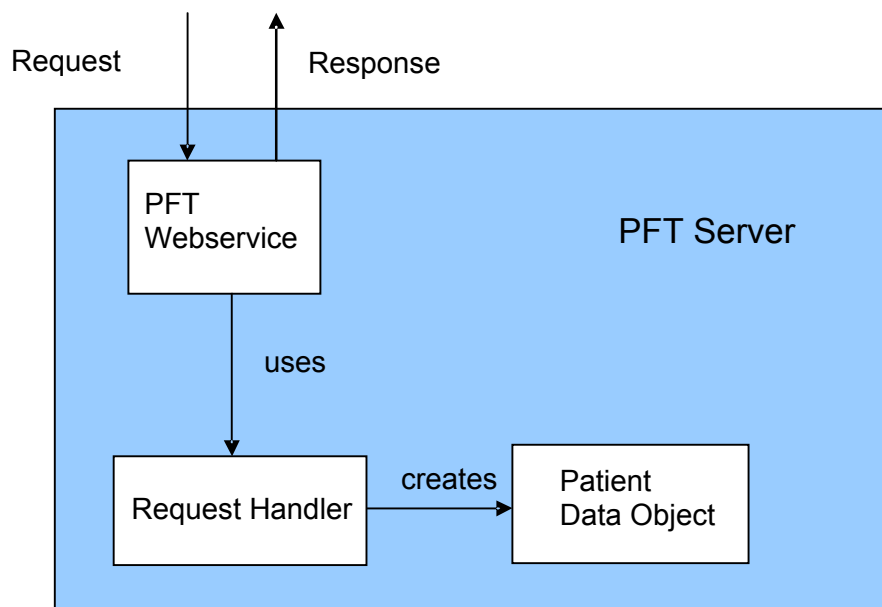 Request
Response
PFT
Webservice
PFT Server
uses
creates
Request Handler
Patient
Data Object